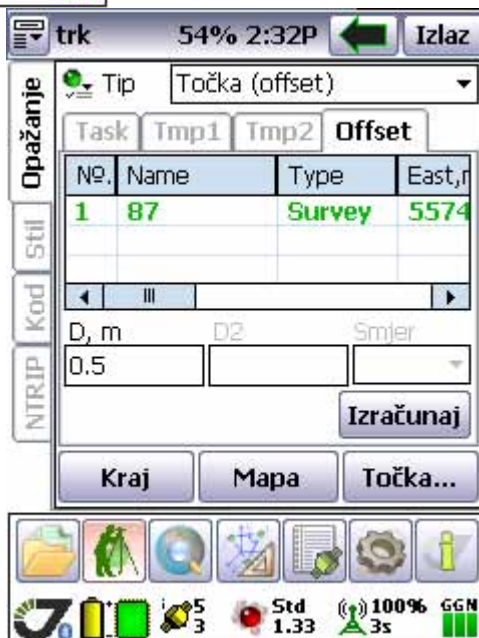 trk 54% 2:32P Izlaz
Opažanje
Stil
Kod
NTRIP
Tip Točka (offset)
Task Tmp1 Tmp2 Offset
Nº. Name Type East,
1 87 Survey 5574
D, m D2 Smjer
0.5
Izračunaj
Kraj Mapa Točka...
5 Std 100% GGN
3 1.33 3s